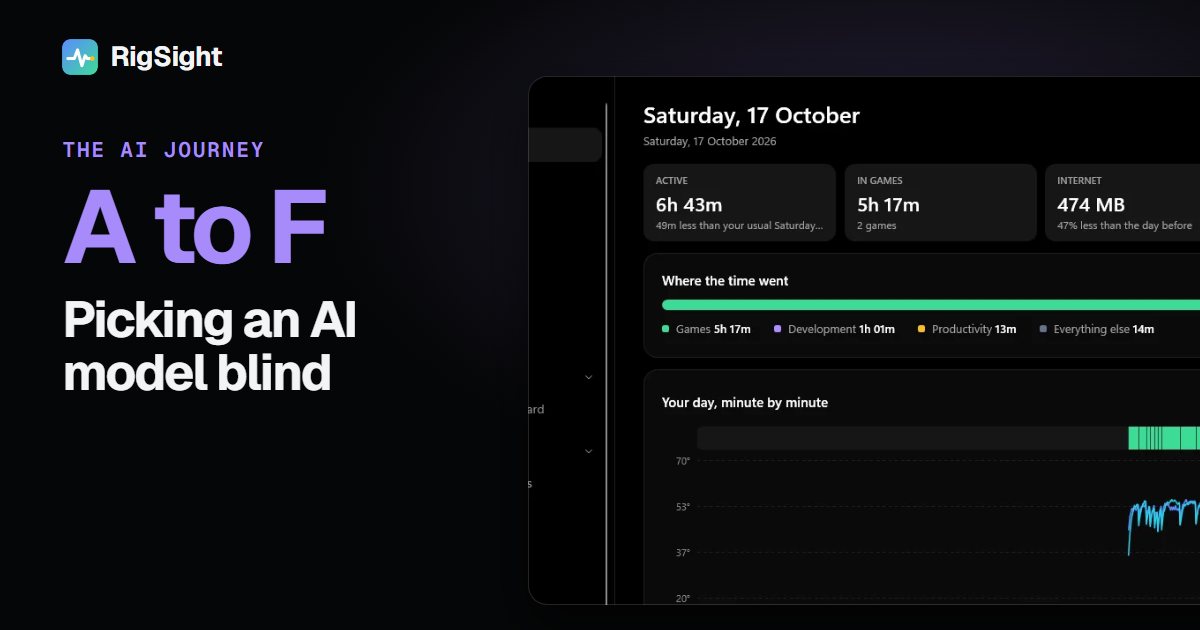 RigSight
THE AI JOURNEY
A to F
Picking an AI
model blind
Saturday, 17 October
Saturday, 17 October 2026
ACTIVE
6h 43m
49m less than your usual Saturday...
IN GAMES
5h 17m
2 games
INTERNET
474 MB
47% less than the day before
Where the time went
Games 5h 17m
Development 1h 01m
Productivity 13m
Everything else 14m
ard
Your day, minute by minute
s
70°
53°
37°
20°